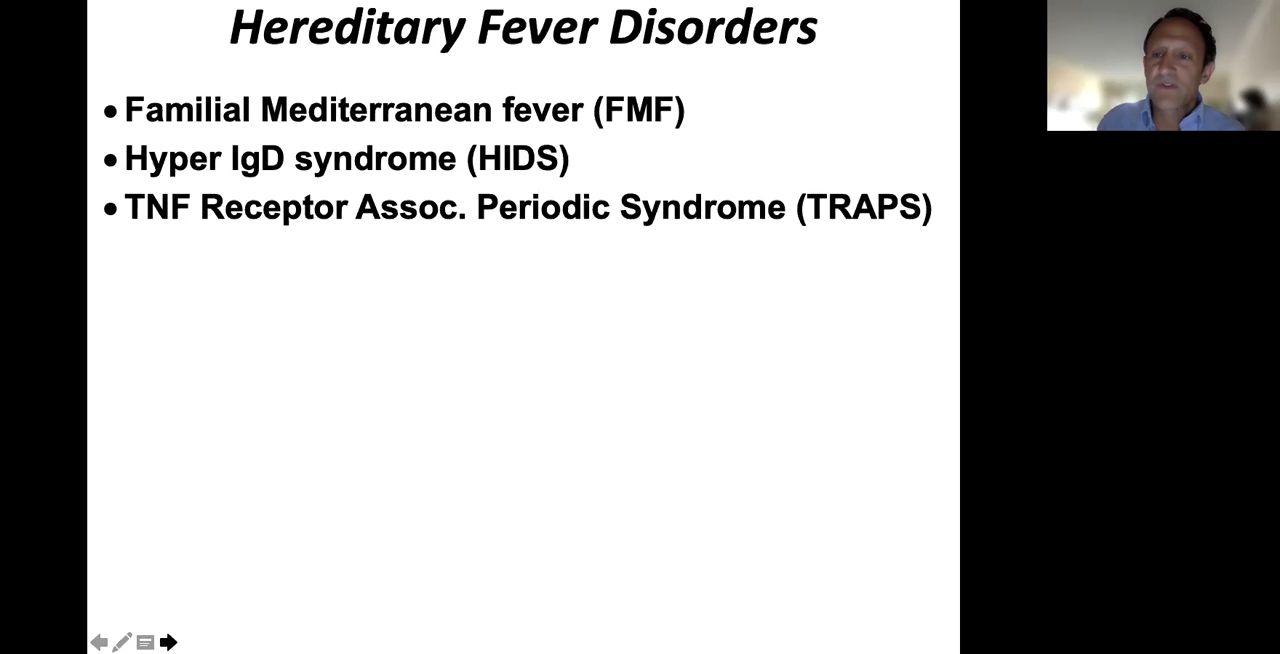 Hereditary Fever Disorders
• Familial Mediterranean fever (FMF)
• Hyper IgD syndrome (HIDS)
• TNF Receptor Assoc. Periodic Syndrome (TRAPS)